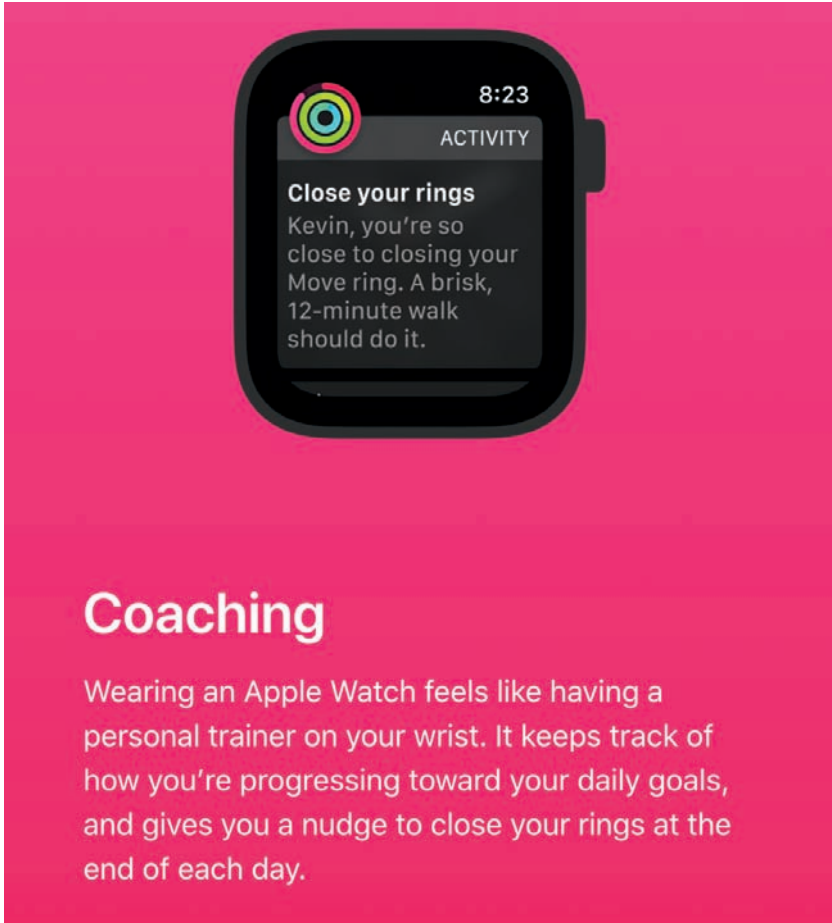 8:23
ACTIVITY
Close your rings
Kevin, you’re so
close to closing your
Move ring. A brisk,
12-minute walk
should do it.
Coaching
Wearing an Apple Watch feels like having a
personal trainer on your wrist. It keeps track of
how you’re progressing toward your daily goals,
and gives you a nudge to close your rings at the
end of each day.